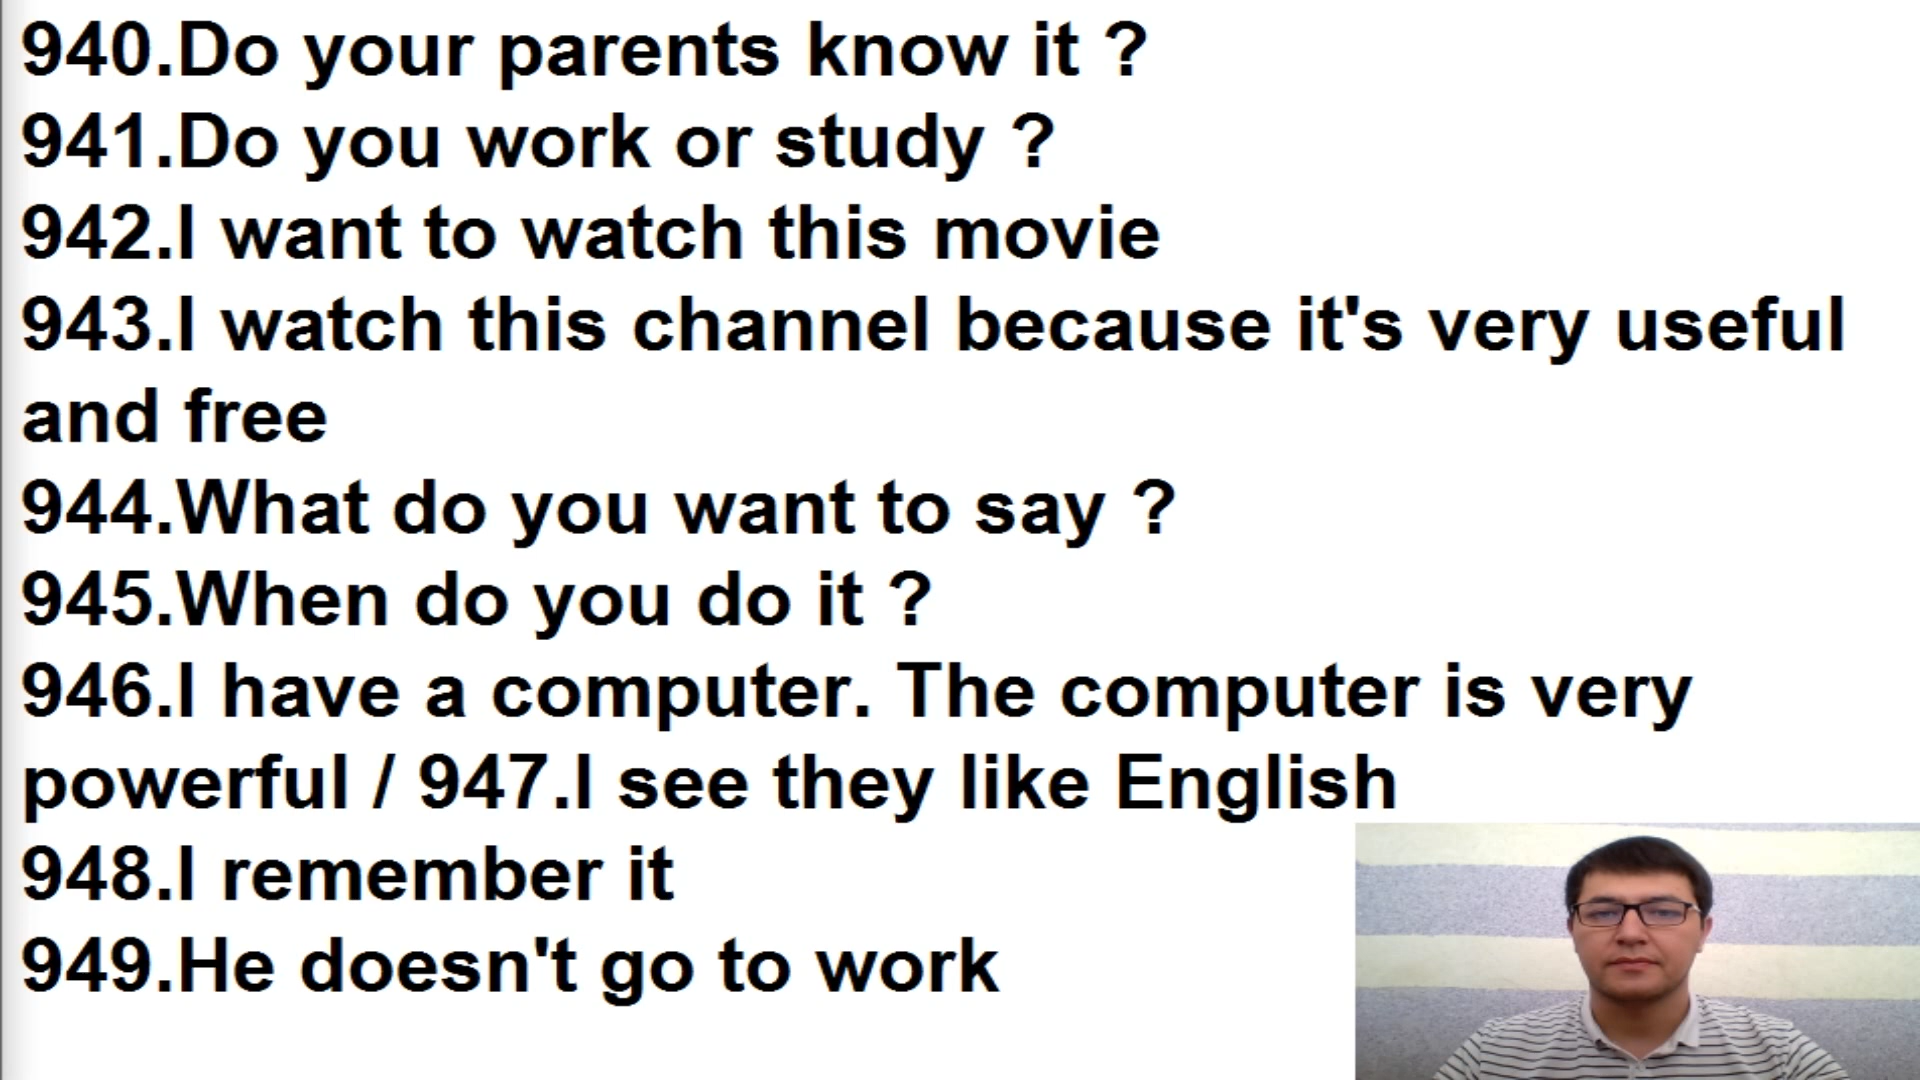 940.Do your parents know it ?
941.Do you work or study ?
942.I want to watch this movie
943.I watch this channel because it's very useful
and free
944.What do you want to say ?
945.When do you do it ?
946.I have a computer. The computer is very
powerful / 947.I see they like English
948.I remember it
949.He doesn't go to work